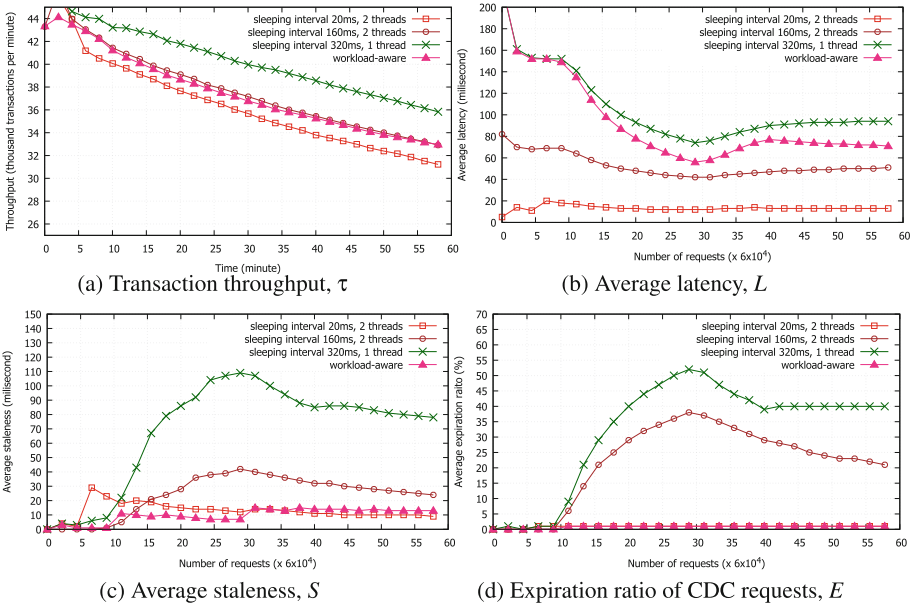 44
42
40
38
36
34
32
30
28
26
0 5 10 15 20 25 30 35 40 45 50 55 60
Throughput (thousand transactions per minute)
Time (minute)
sleeping interval 20ms, 2 threads
sleeping interval 160ms, 2 threads
sleeping interval 320ms, 1 thread
workload-aware
(a) Transaction throughput, τ
200
180
160
140
120
100
80
60
40
20
0
0 5 10 15 20 25 30 35 40 45 50 55 60
Average latency (milisecond)
Number of requests (x 6x10⁴)
sleeping interval 20ms, 2 threads
sleeping interval 160ms, 2 threads
sleeping interval 320ms, 1 thread
workload-aware
(b) Average latency, L
150
140
130
120
110
100
90
80
70
60
50
40
30
20
10
0
0 5 10 15 20 25 30 35 40 45 50 55 60
Average staleness (milisecond)
Number of requests (x 6x10⁴)
sleeping interval 20ms, 2 threads
sleeping interval 160ms, 2 threads
sleeping interval 320ms, 1 thread
workload-aware
(c) Average staleness, S
70
65
60
55
50
45
40
35
30
25
20
15
10
5
0
0 5 10 15 20 25 30 35 40 45 50 55 60
Average expiration raito (%)
Number of requests (x 6x10⁴)
sleeping interval 20ms, 2 threads
sleeping interval 160ms, 2 threads
sleeping interval 320ms, 1 thread
workload-aware
(d) Expiration ratio of CDC requests, E